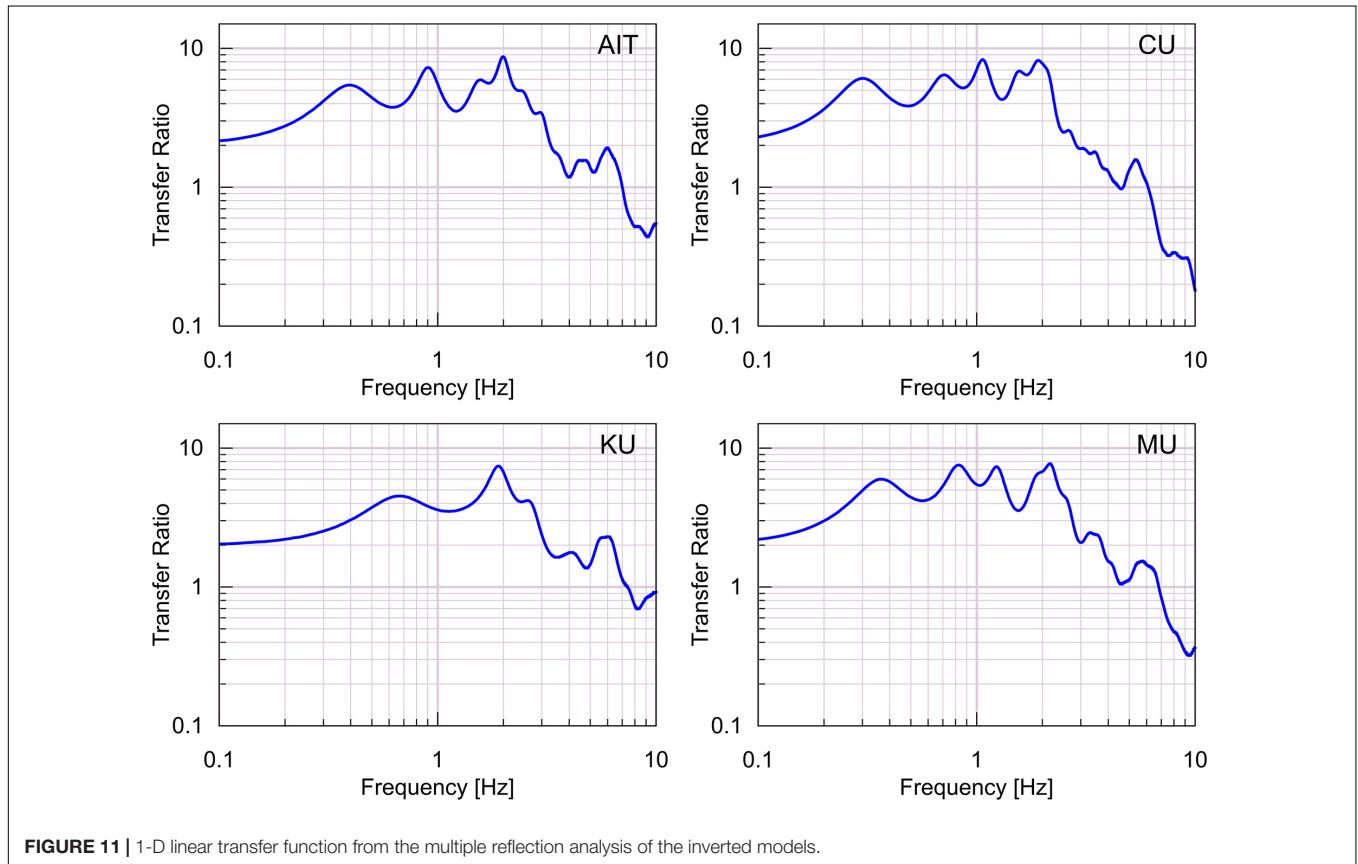 AIT
10
1
0.1
Transfer Ratio
0.1 1 10
Frequency [Hz]
CU
10
1
0.1
Transfer Ratio
0.1 1 10
Frequency [Hz]
KU
10
1
0.1
Transfer Ratio
0.1 1 10
Frequency [Hz]
MU
10
1
0.1
Transfer Ratio
0.1 1 10
Frequency [Hz]
FIGURE 11 | 1-D linear transfer function from the multiple reflection analysis of the inverted models.